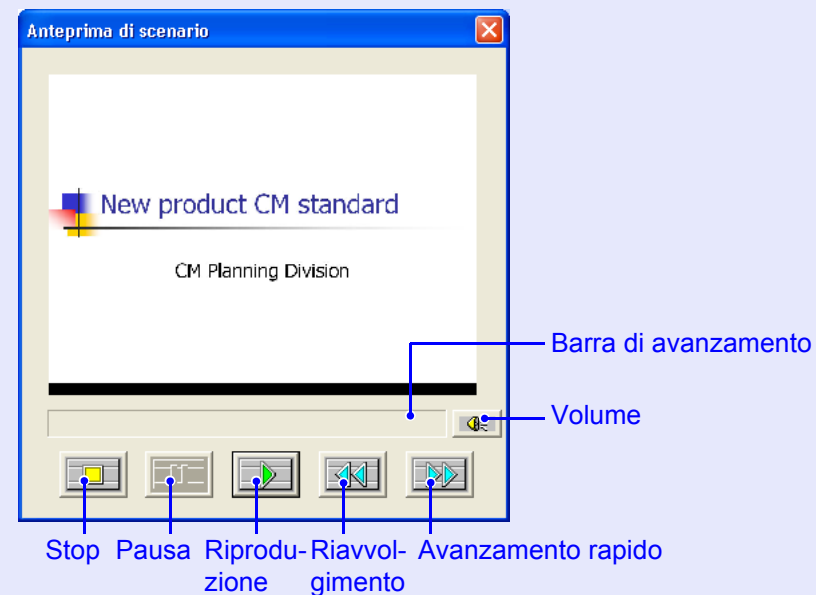 Anteprima di scenario
New product CM standard
CM Planning Division
Barra di avanzamento
Volume
Stop Pausa Riprodu- Riavvol- Avanzamento rapido
zione gimento